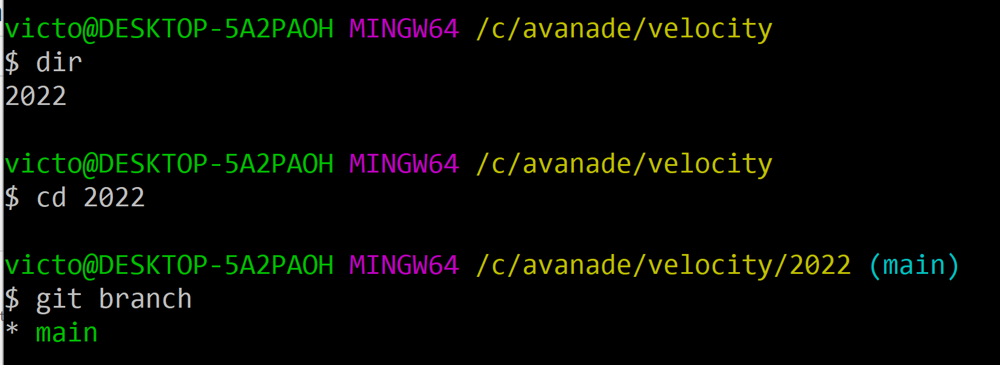 victo@DESKTOP-5A2PAOH MINGW64 /c/avanade/velocity
$ dir
2022
victo@DESKTOP-5A2PAOH MINGW64 /c/avanade/velocity
$ cd 2022
victo@DESKTOP-5A2PAOH MINGW64 /c/avanade/velocity/2022 (main)
$ git branch
* main